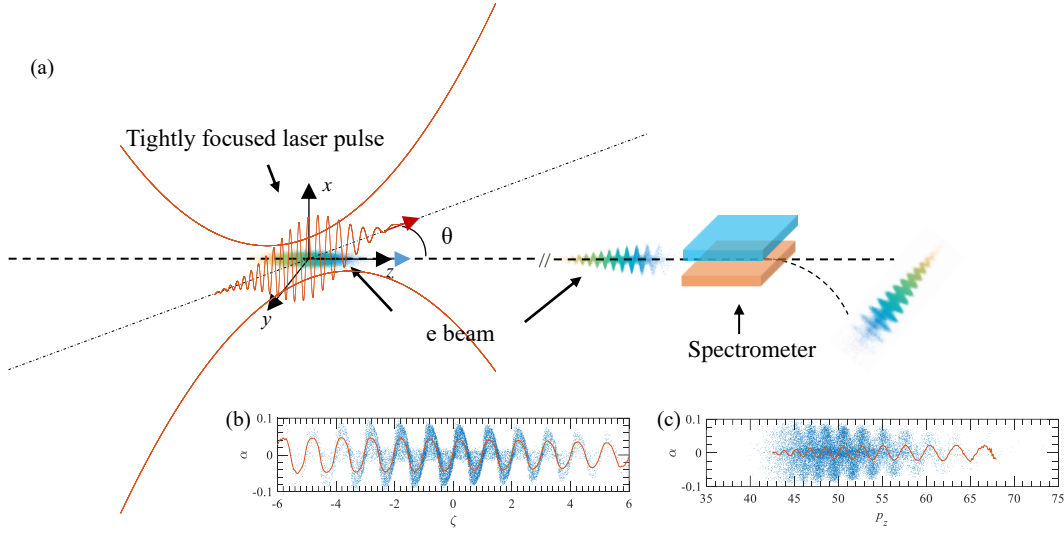 (a)
Tightly focused laser pulse
x
θ
z
//
y
e beam
Spectrometer
(b)
0.1
0
-0.1
α
-6
-4
-2
0
2
4
6
ζ
(c)
0.1
0
-0.1
α
35
40
45
50
55
60
65
70
75
p_z